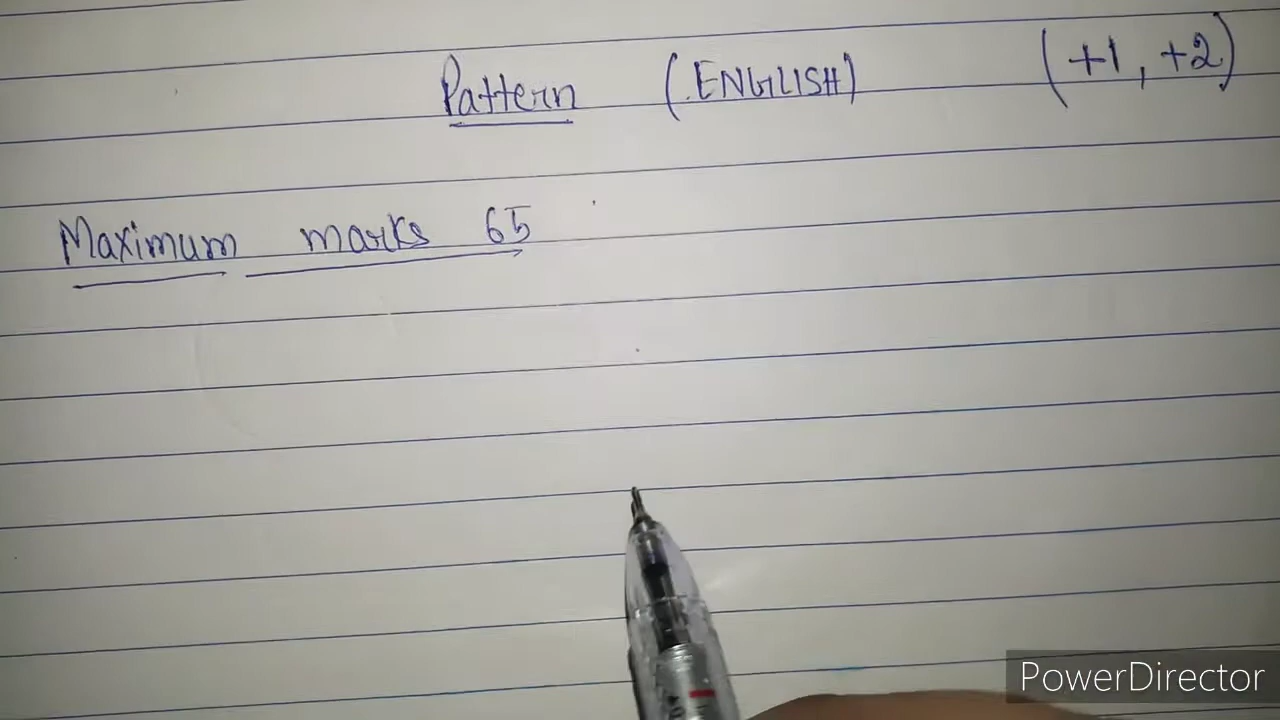 Pattern (ENGLISH) (+1, +2)
Maximum marks 65
PowerDirector